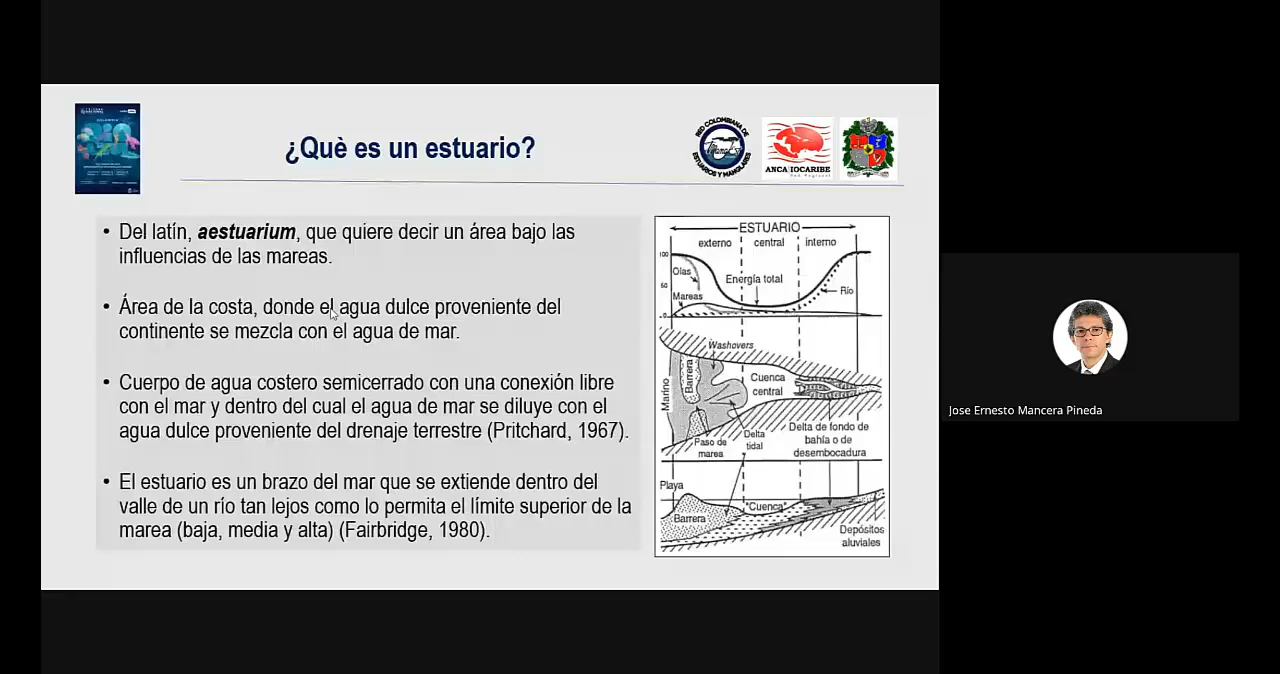 ¿Què es un estuario?
RED COLOMBIANA DE
ESTUARIOS Y MANGLARES
ANCA IOCARIBE
Red Regional
• Del latín, aestuarium, que quiere decir un área bajo las
influencias de las mareas.
• Área de la costa, donde el agua dulce proveniente del
continente se mezcla con el agua de mar.
• Cuerpo de agua costero semicerrado con una conexión libre
con el mar y dentro del cual el agua de mar se diluye con el
agua dulce proveniente del drenaje terrestre (Pritchard, 1967).
• El estuario es un brazo del mar que se extiende dentro del
valle de un río tan lejos como lo permita el límite superior de la
marea (baja, media y alta) (Fairbridge, 1980).
ESTUARIO
externo central interno
100
Olas
Energía total
50
Mareas
Río
0
Washovers
Marino
Barrera
Cuenca
central
Paso de
marea
Delta
tidal
Delta de fondo de
bahía o de
desembocadura
Playa
Barrera
"Cuenca"
Depósitos
aluviales
Jose Ernesto Mancera Pineda